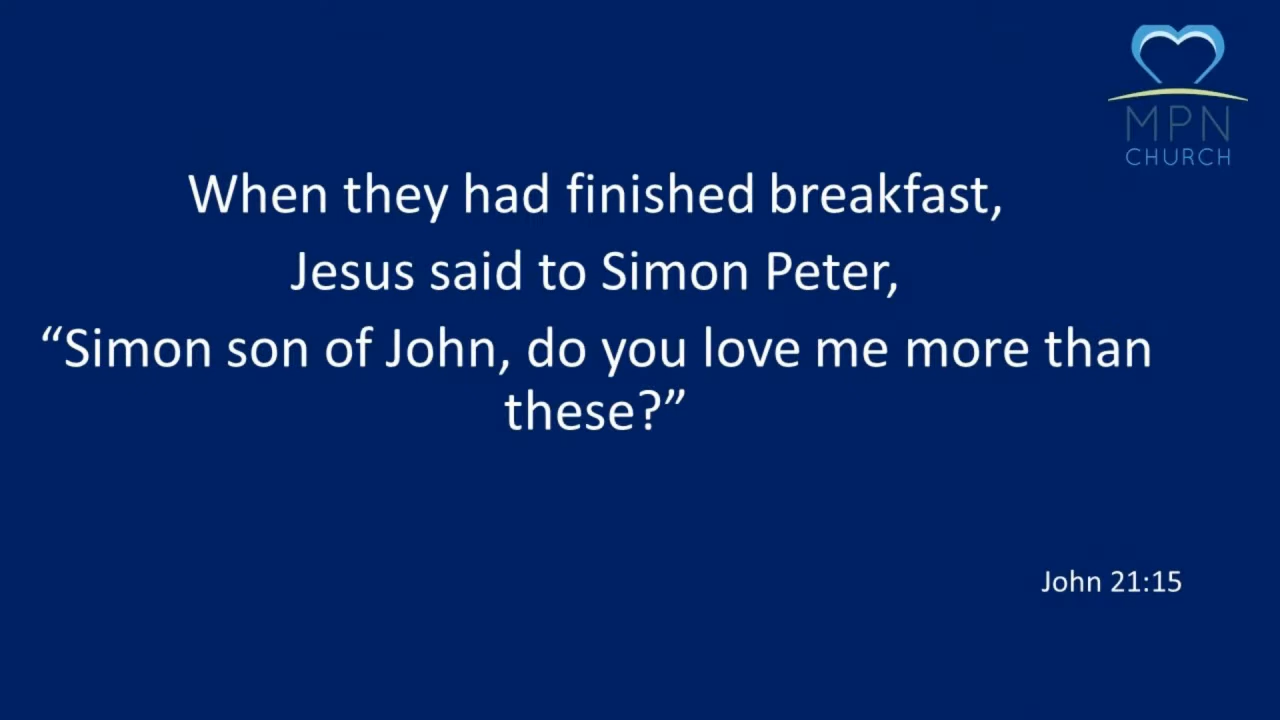 MPN
CHURCH
When they had finished breakfast,
Jesus said to Simon Peter,
“Simon son of John, do you love me more than
these?”
John 21:15